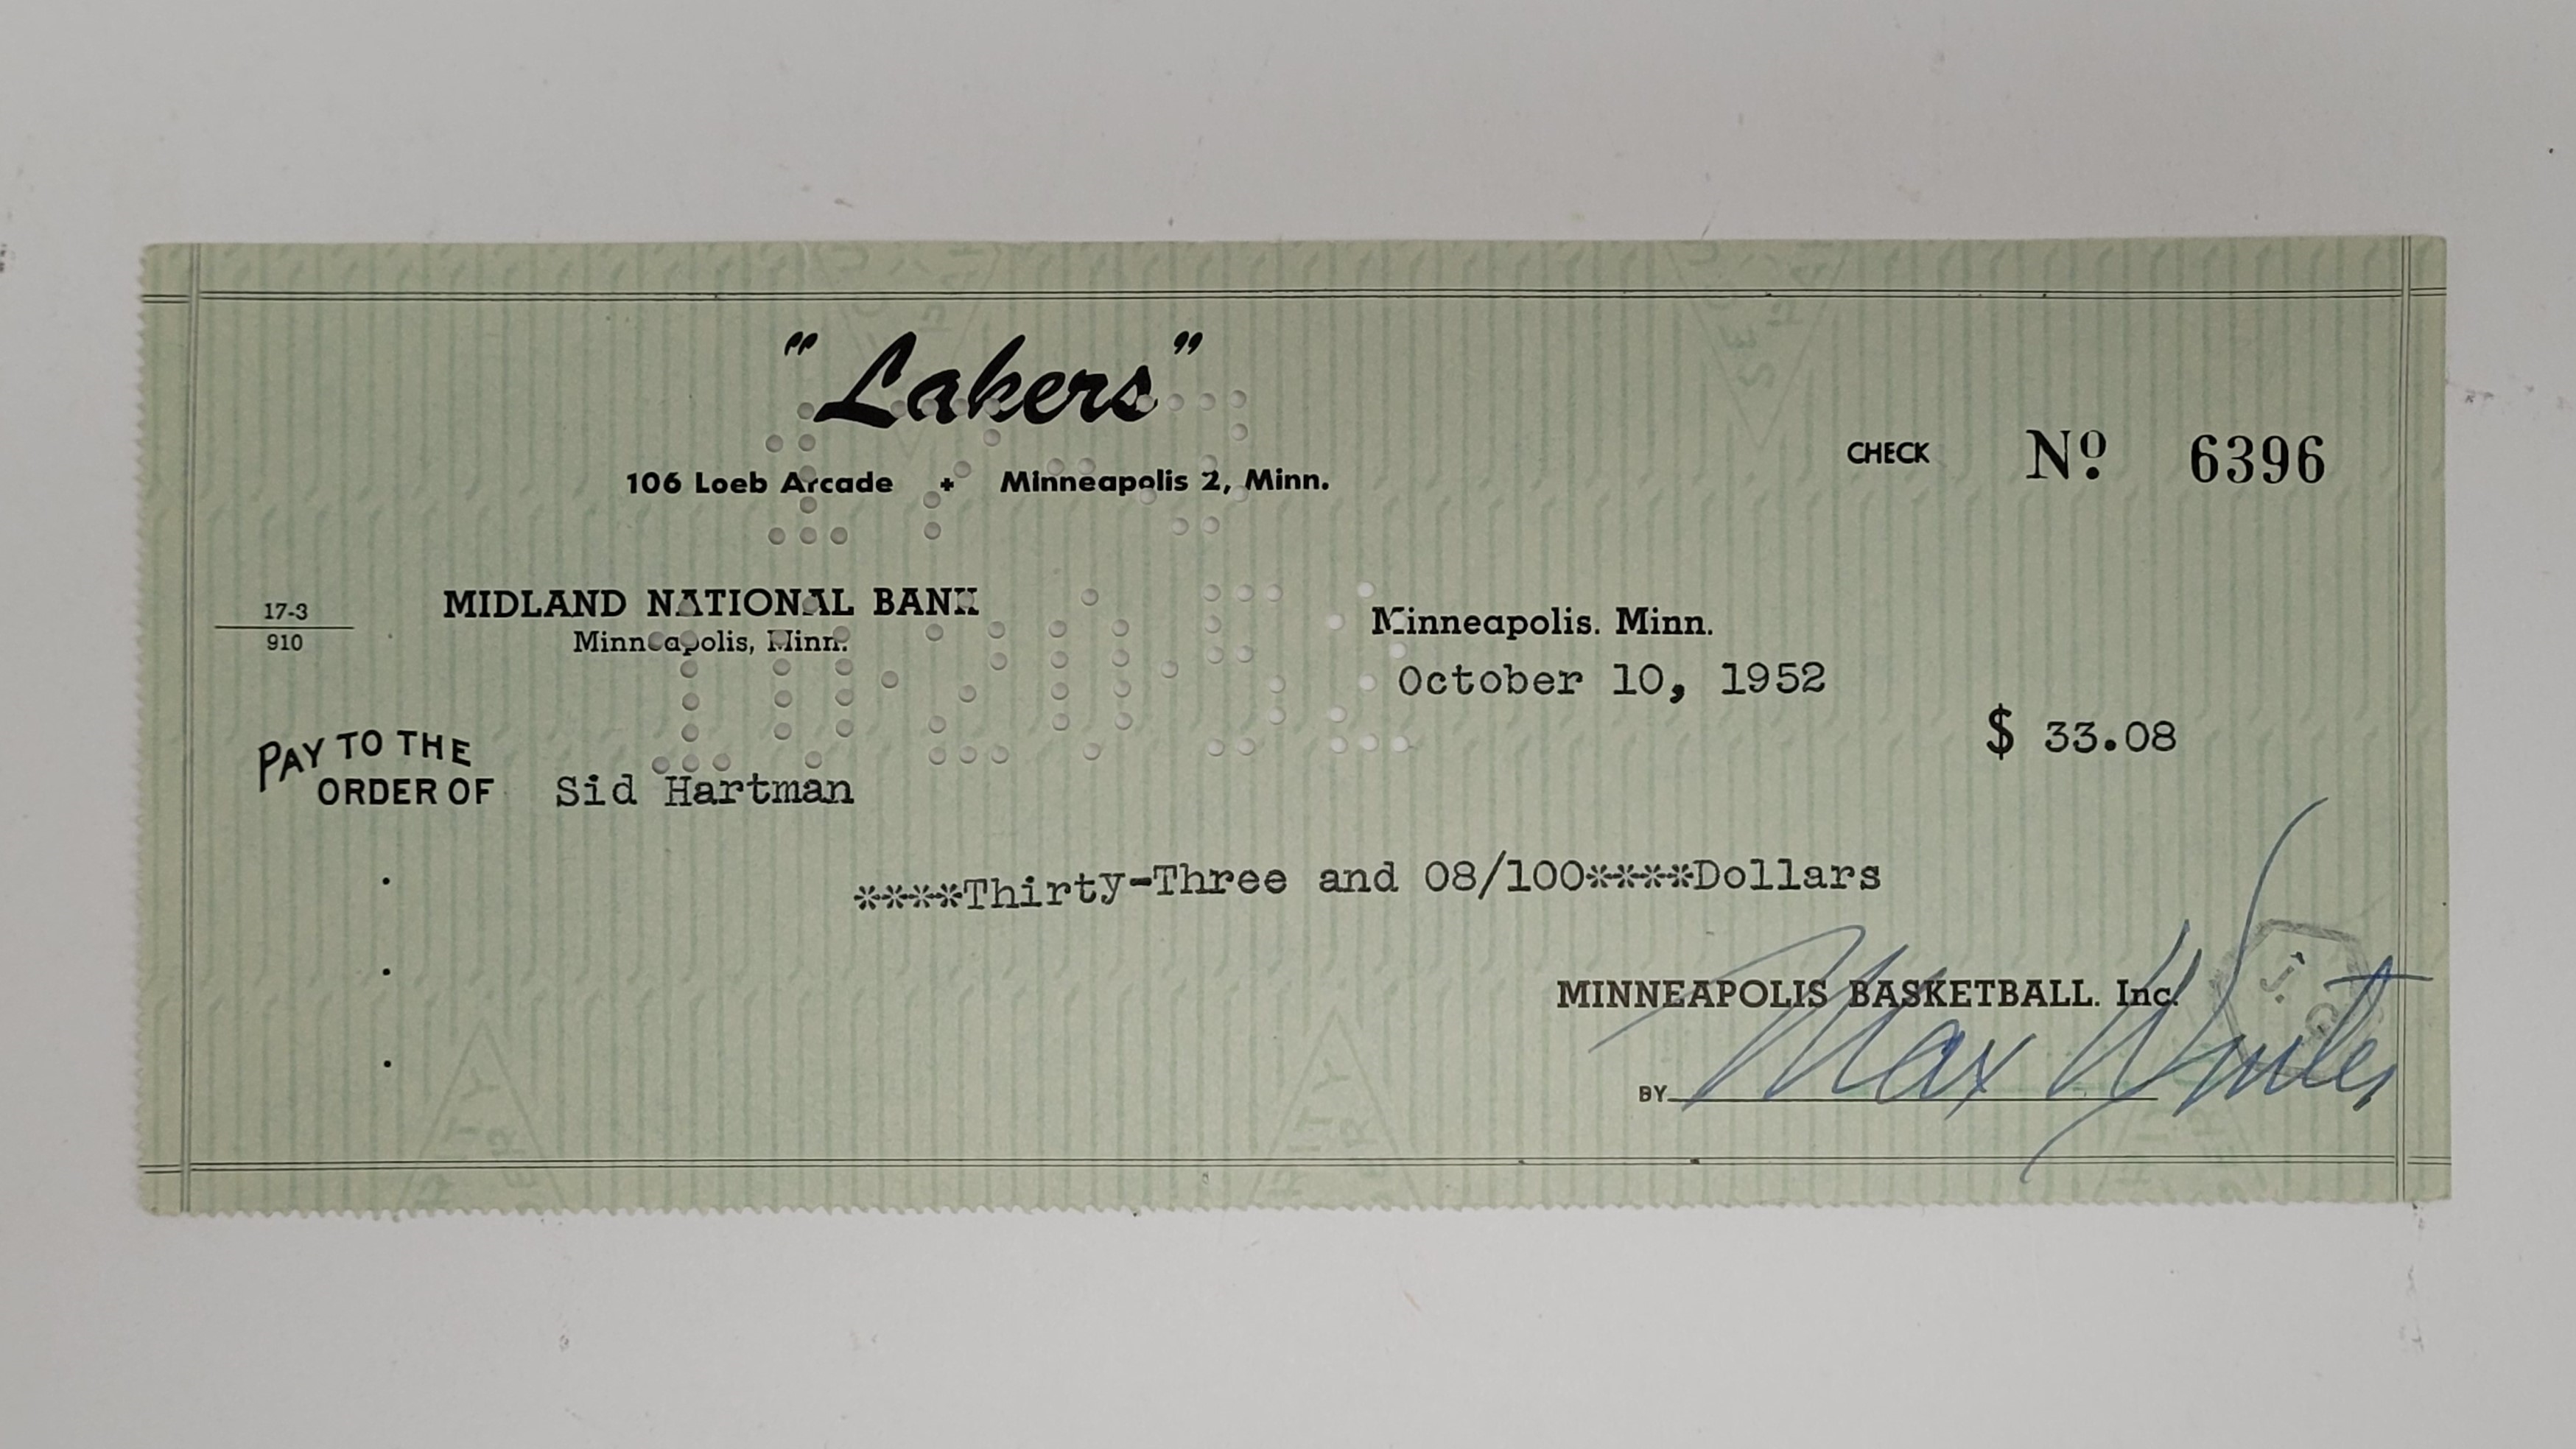 "Lakers"
106 Loeb Arcade + Minneapolis 2, Minn.
CHECK No. 6396
17-3
910
MIDLAND NATIONAL BANK
Minneapolis, Minn.
Minneapolis. Minn.
October 10, 1952
$ 33.08
PAY TO THE
ORDER OF Sid Hartman
****Thirty-Three and 08/100****Dollars
MINNEAPOLIS BASKETBALL. Inc.
BY Max Winter